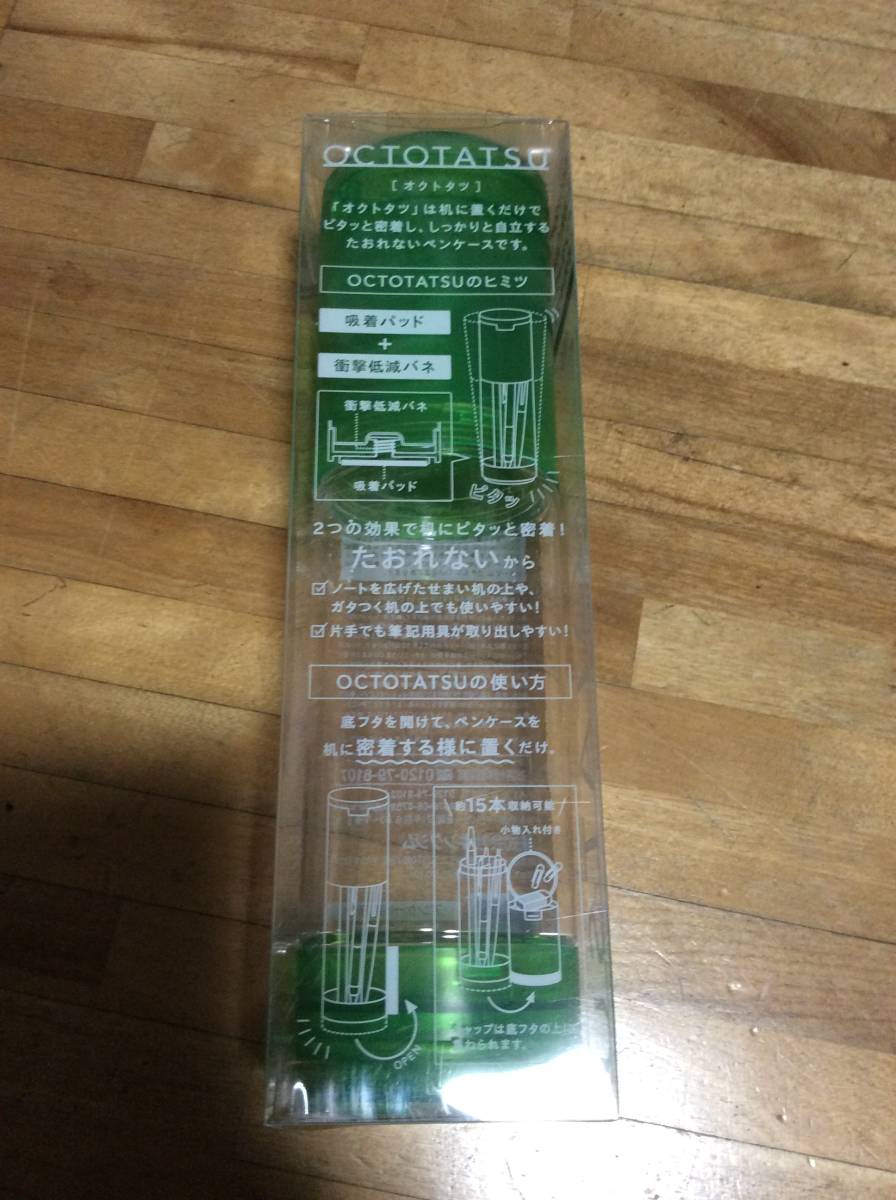 OCTOTATSU
[ オクトタツ ]
「オクトタツ」は机に置くだけで
ピタッと密着し、しっかりと自立する
たおれないペンケースです。
OCTOTATSUのヒミツ
吸着パッド
+
衝撃低減バネ
衝撃低減バネ
吸着パッド
ピタッ
2つの効果で机にピタッと密着!
たおれないから
ノートを広げたせまい机の上や、
ガタつく机の上でも使いやすい!
片手でも筆記用具が取り出しやすい!
OCTOTATSUの使い方
底フタを開けて、ペンケースを
机に密着する様に置くだけ。
0120-79-8107
約15本収納可能
小物入れ付き
OPEN
キャップは底フタの上に
重ねられます。